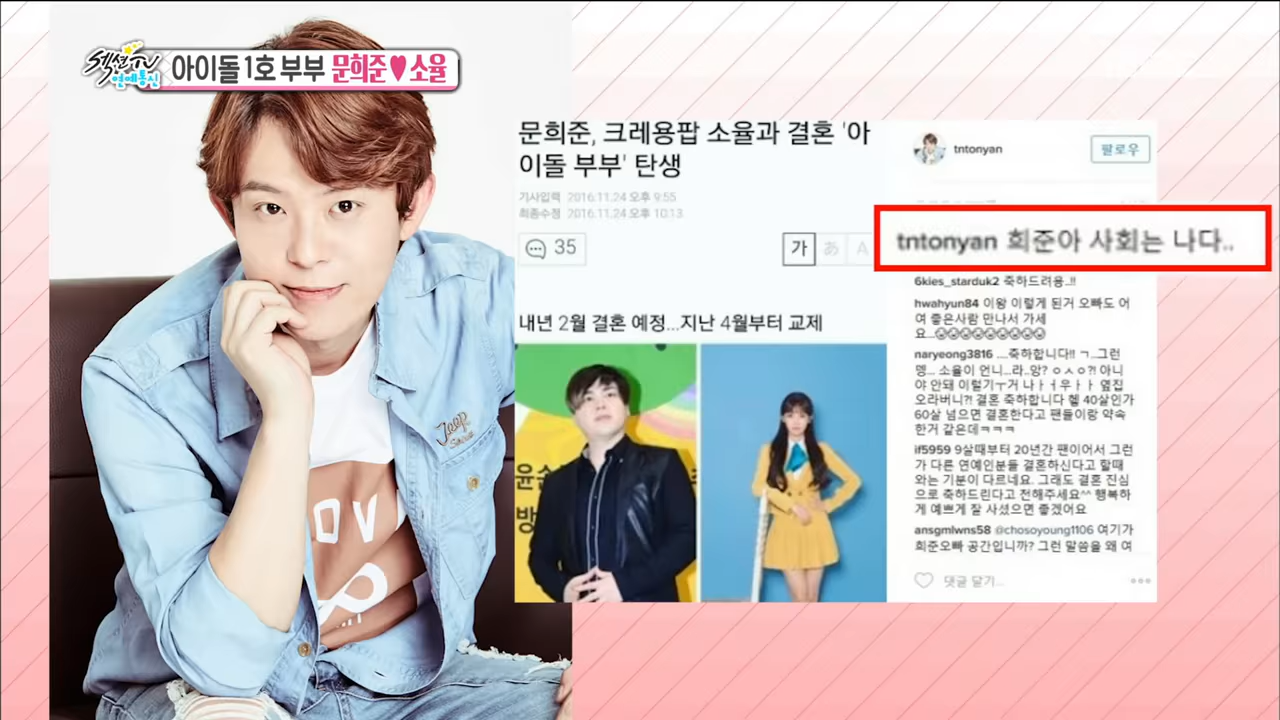 섹션TV
연예통신
아이돌 1호 부부 문희준♥소율
Jeep
문희준, 크레용팝 소율과 결혼 '아
이돌 부부' 탄생
기사입력 2016.11.24 오후 9:55
최종수정 2016.11.24 오후 10:13
35
가 あ A
내년 2월 결혼 예정...지난 4월부터 교제
윤
방
tntonyan
팔로우
tntonyan 희준아 사회는 나다..
6kies_starduk2 축하드려용..!!
hwahyun84 이왕 이렇게 된거 오빠도 어
여 좋은사람 만나서 가세
요..😭😭😭😭😭😭😭😭😭
naryeong3816 ....축하합니다!! ㄱ..그런
뎅... 소율이 언니...라..앙? ㅇㅅㅇ?! 아니
야 안돼 이럴기ㅜ거 나ㅏㅓ우ㅏㅏ 옆집
오라버니?! 결혼 축하합니다 헬 40살인가
60살 넘으면 결혼한다고 팬들이랑 약속
한거 같은데ㅋㅋㅋ
if5959 9살때부터 20년간 팬이어서 그런
가 다른 연예인분들 결혼하신다고 할때
와는 기분이 다르네요. 그래도 결혼 진심
으로 축하드린다고 전해주세요^^ 행복하
게 예쁘게 잘 사셨으면 좋겠어요
ansgmlwns58 @chosoyoung1106 여기가
희준오빠 공간입니까? 그런 말씀을 왜 여
댓글 달기...